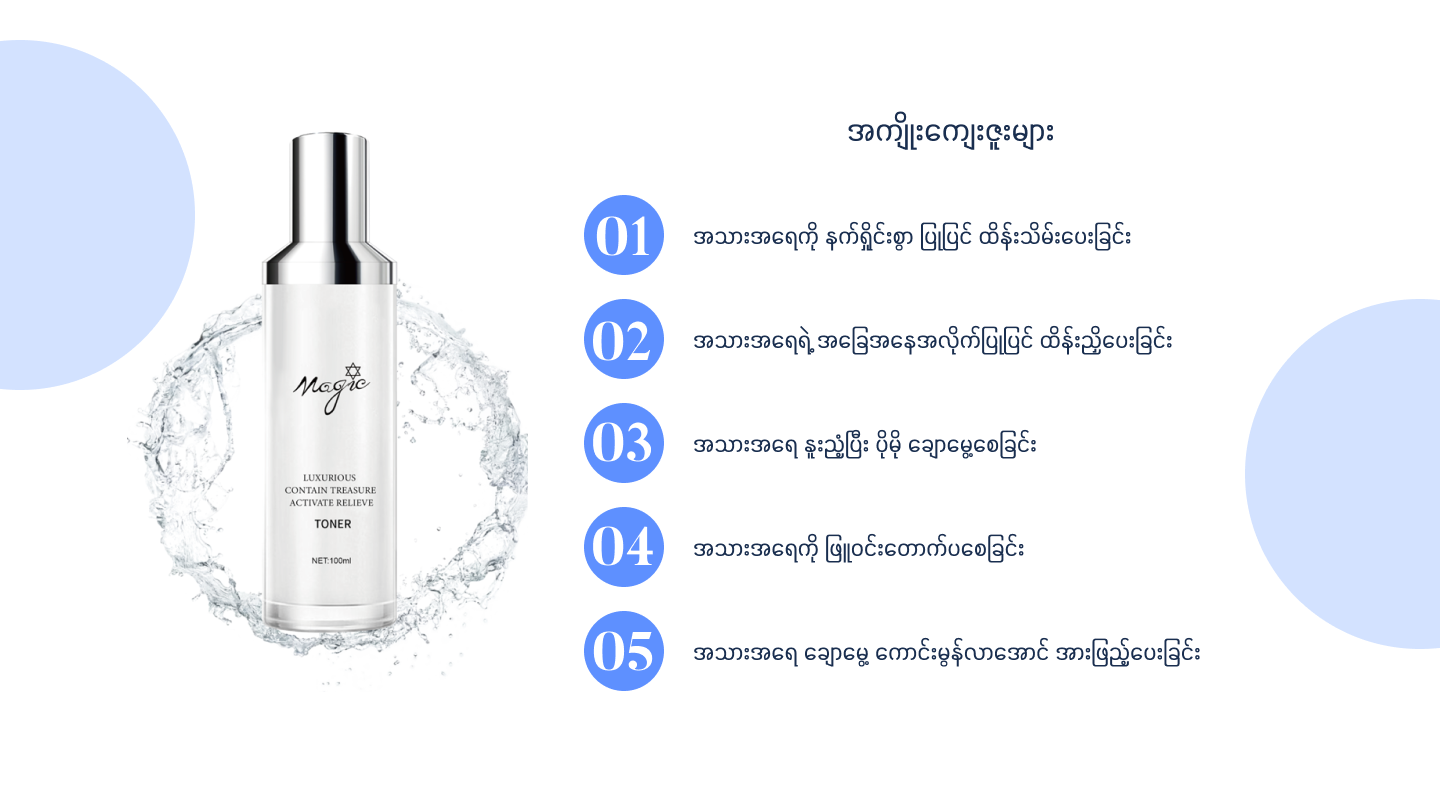 Magic
LUXURIOUS
CONTAIN TREASURE
ACTIVATE RELIEVE
TONER
NET:100ml
အကျိုးကျေးဇူးများ
01 အသားအရေကို နက်ရှိုင်းစွာ ပြုပြင် ထိန်းသိမ်းပေးခြင်း
02 အသားအရေရဲ့ အခြေအနေအလိုက်ပြုပြင် ထိန်းညှိပေးခြင်း
03 အသားအရေ နူးညံ့ပြီး ပိုမို ချောမွေ့စေခြင်း
04 အသားအရေကို ဖြူဝင်းတောက်ပစေခြင်း
05 အသားအရေ ချောမွေ့ ကောင်းမွန်လာအောင် အားဖြည့်ပေးခြင်း